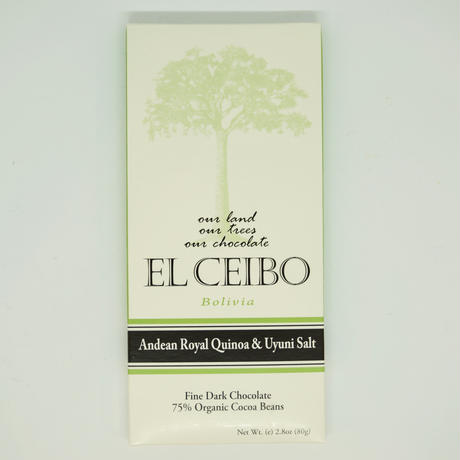 our land
our trees
our chocolate
EL CEIBO
Bolivia
Andean Royal Quinoa & Uyuni Salt
Fine Dark Chocolate
75% Organic Cocoa Beans
Net Wt. (e) 2.8oz (80g)